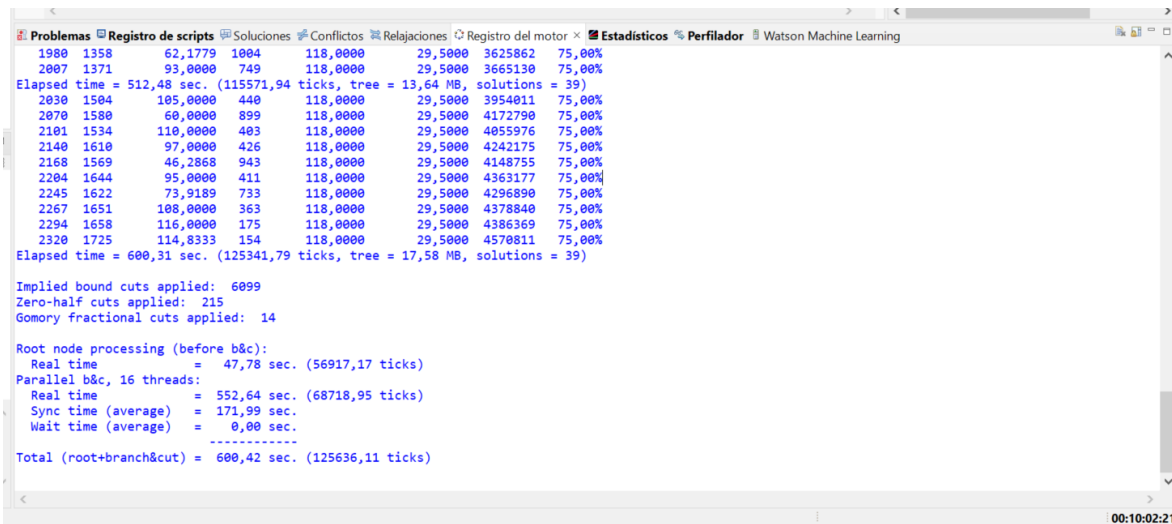 Problemas Registro de scripts Soluciones Conflictos Relajaciones Registro del motor × Estadísticos Perfilador Watson Machine Learning
1980 1358 62,1779 1004 118,0000 29,5000 3625862 75,00%
2007 1371 93,0000 749 118,0000 29,5000 3665130 75,00%
Elapsed time = 512,48 sec. (115571,94 ticks, tree = 13,64 MB, solutions = 39)
2030 1504 105,0000 440 118,0000 29,5000 3954011 75,00%
2070 1580 60,0000 899 118,0000 29,5000 4172790 75,00%
2101 1534 110,0000 403 118,0000 29,5000 4055976 75,00%
2140 1610 97,0000 426 118,0000 29,5000 4242175 75,00%
2168 1569 46,2868 943 118,0000 29,5000 4148755 75,00%
2204 1644 95,0000 411 118,0000 29,5000 4363177 75,00%
2245 1622 73,9189 733 118,0000 29,5000 4296890 75,00%
2267 1651 108,0000 363 118,0000 29,5000 4378840 75,00%
2294 1658 116,0000 175 118,0000 29,5000 4386369 75,00%
2320 1725 114,8333 154 118,0000 29,5000 4570811 75,00%
Elapsed time = 600,31 sec. (125341,79 ticks, tree = 17,58 MB, solutions = 39)
Implied bound cuts applied: 6099
Zero-half cuts applied: 215
Gomory fractional cuts applied: 14
Root node processing (before b&c):
Real time = 47,78 sec. (56917,17 ticks)
Parallel b&c, 16 threads:
Real time = 552,64 sec. (68718,95 ticks)
Sync time (average) = 171,99 sec.
Wait time (average) = 0,00 sec.
------------
Total (root+branch&cut) = 600,42 sec. (125636,11 ticks)
00:10:02:21